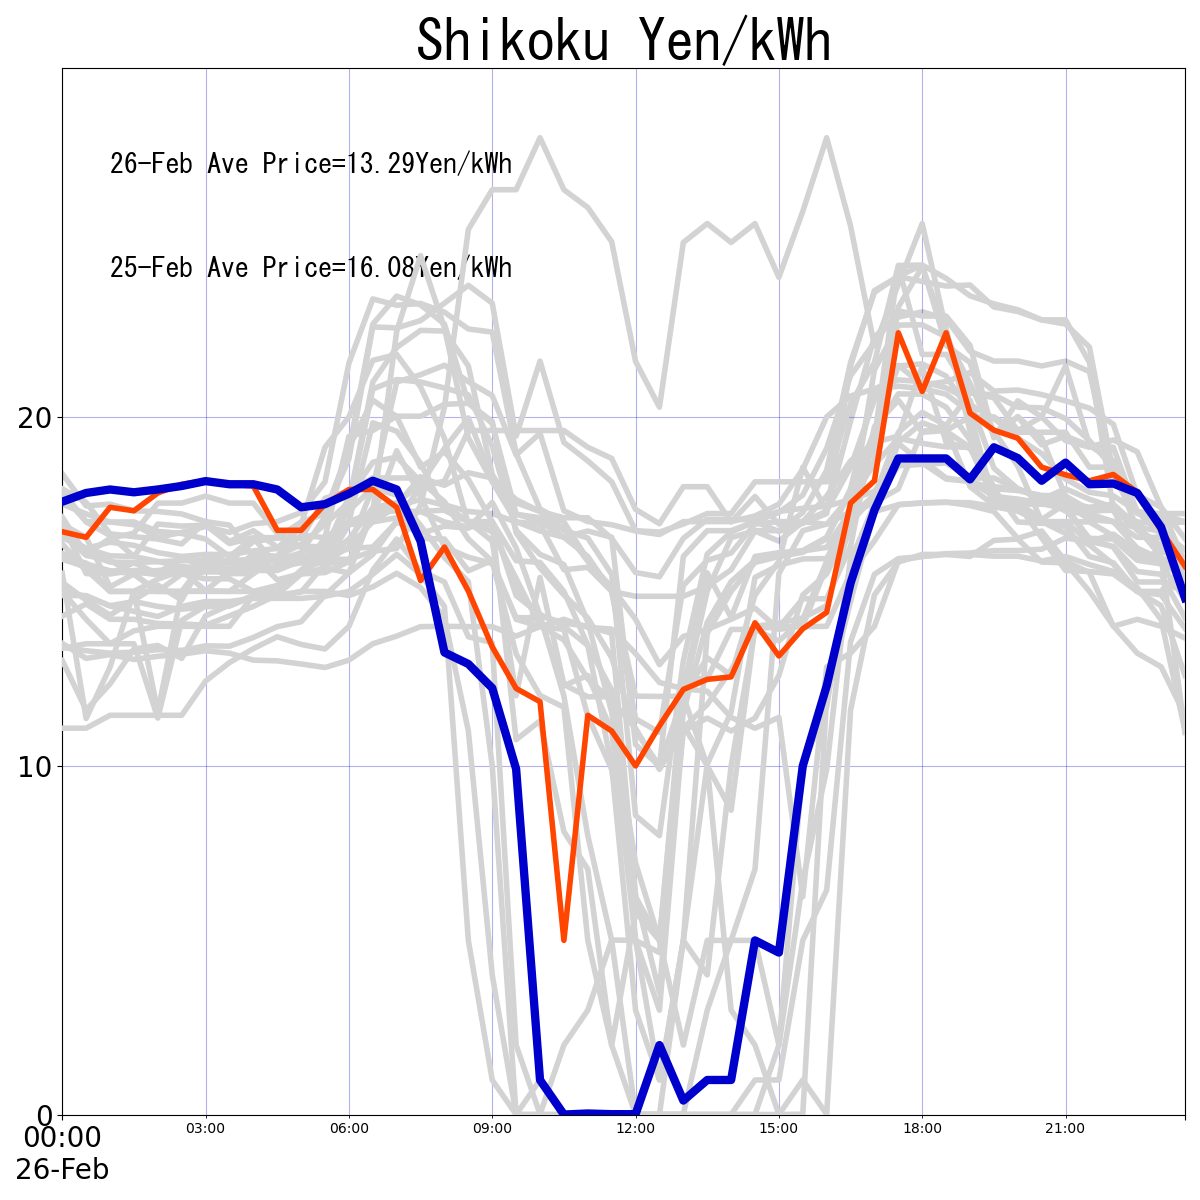 Shikoku Yen/kWh
26-Feb Ave Price=13.29Yen/kWh
25-Feb Ave Price=16.08Yen/kWh
20
10
0
00:00 03:00 06:00 09:00 12:00 15:00 18:00 21:00
26-Feb